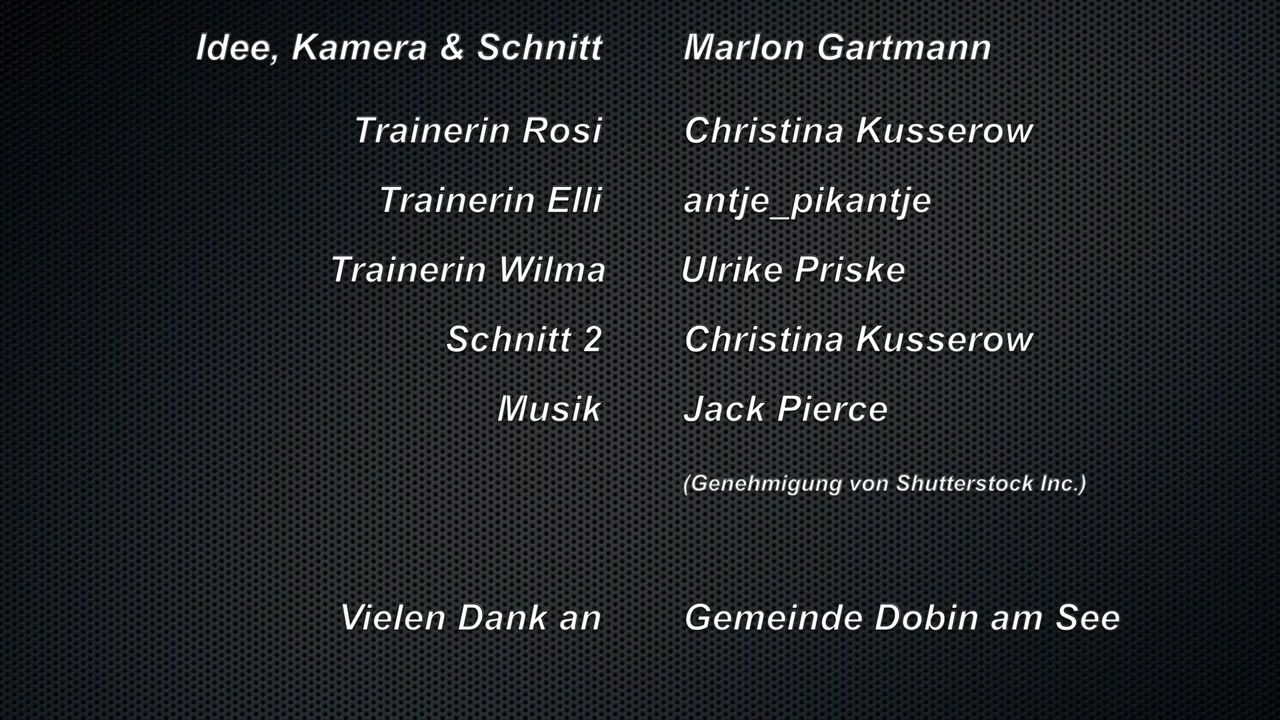 Idee, Kamera & Schnitt Marlon Gartmann
Trainerin Rosi Christina Kusserow
Trainerin Elli antje_pikantje
Trainerin Wilma Ulrike Priske
Schnitt 2 Christina Kusserow
Musik Jack Pierce
(Genehmigung von Shutterstock Inc.)
Vielen Dank an Gemeinde Dobin am See